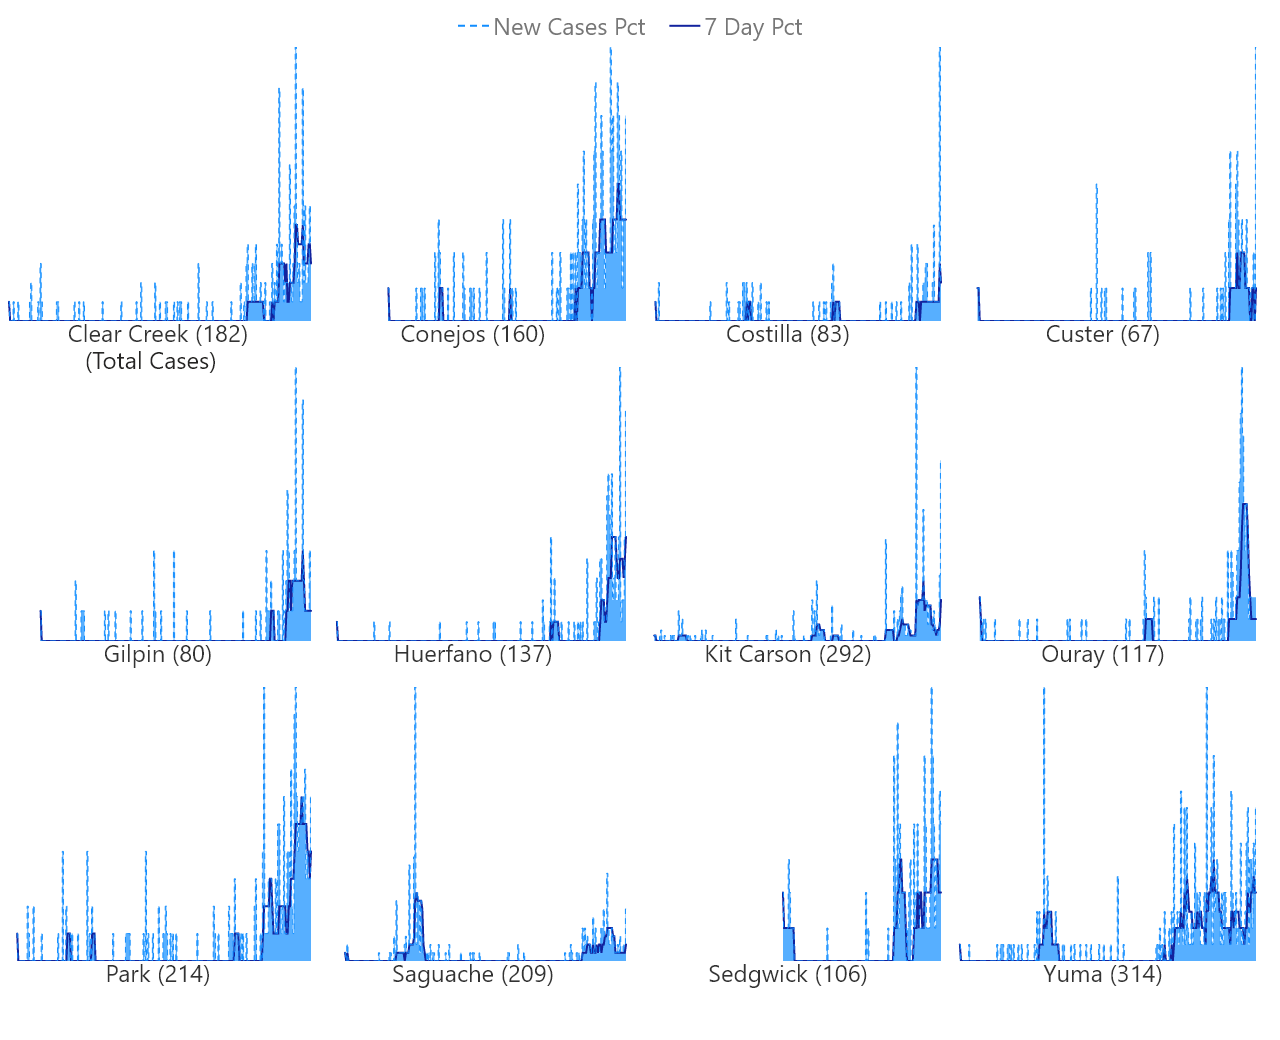 New Cases Pct 7 Day Pct
Clear Creek (182) Conejos (160) Costilla (83) Custer (67)
(Total Cases)
Gilpin (80) Huerfano (137) Kit Carson (292) Ouray (117)
Park (214) Saguache (209) Sedgwick (106) Yuma (314)